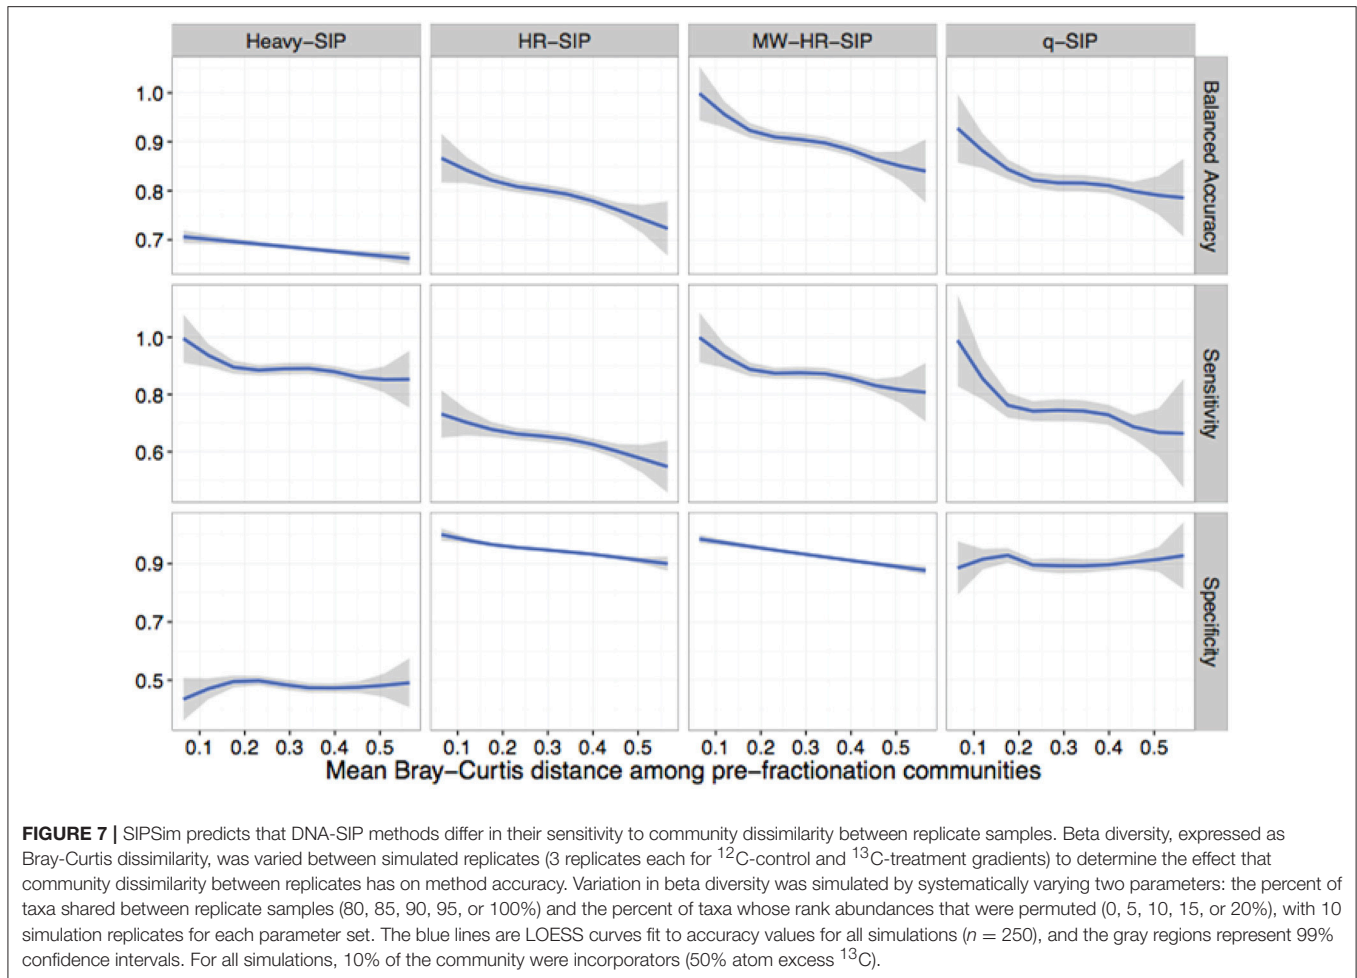 Heavy−SIP
HR−SIP
MW−HR−SIP
q−SIP
1.0
0.9
0.8
0.7
Balanced Accuracy
1.0
0.8
0.6
Sensitivity
0.9
0.7
0.5
Specificity
0.1 0.2 0.3 0.4 0.5 0.1 0.2 0.3 0.4 0.5 0.1 0.2 0.3 0.4 0.5 0.1 0.2 0.3 0.4 0.5
Mean Bray−Curtis distance among pre−fractionation communities
FIGURE 7 | SIPSim predicts that DNA-SIP methods differ in their sensitivity to community dissimilarity between replicate samples. Beta diversity, expressed as
Bray-Curtis dissimilarity, was varied between simulated replicates (3 replicates each for ¹²C-control and ¹³C-treatment gradients) to determine the effect that
community dissimilarity between replicates has on method accuracy. Variation in beta diversity was simulated by systematically varying two parameters: the percent of
taxa shared between replicate samples (80, 85, 90, 95, or 100%) and the percent of taxa whose rank abundances that were permuted (0, 5, 10, 15, or 20%), with 10
simulation replicates for each parameter set. The blue lines are LOESS curves fit to accuracy values for all simulations (n = 250), and the gray regions represent 99%
confidence intervals. For all simulations, 10% of the community were incorporators (50% atom excess ¹³C).